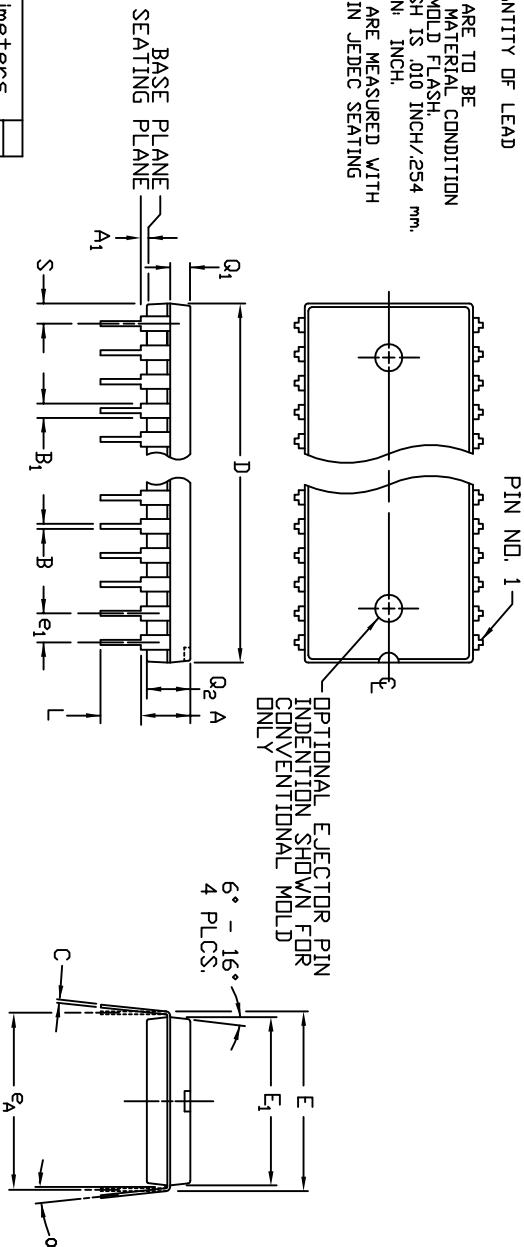 NTITY OF LEAD
ARE TO BE
MATERIAL CONDITION
MOLD FLASH.
SH IS .010 INCH/.254 mm.
N: INCH.
ARE MEASURED WITH
IN JEDEC SEATING
imeters
PIN NO. 1
C
L
OPTIONAL EJECTOR PIN
INDENTION SHOWN FOR
CONVENTIONAL MOLD
ONLY
BASE PLANE
SEATING PLANE
A1
Q1
S
D
B1
B
e1
Q2
A
L
6° - 16°
4 PLCS.
E
E1
C
eA